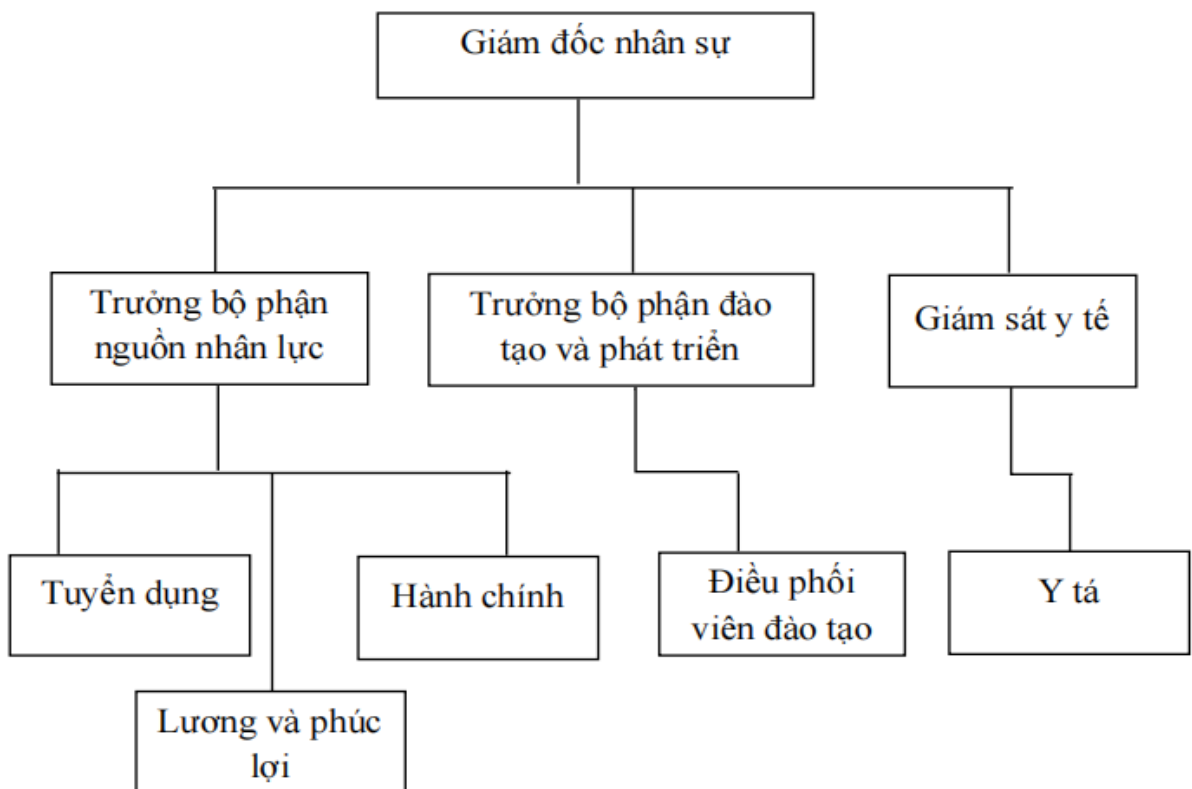 Giám đốc nhân sự
Trưởng bộ phận
nguồn nhân lực
Trưởng bộ phận đào
tạo và phát triển
Giám sát y tế
Tuyển dụng
Hành chính
Điều phối
viên đào tạo
Y tá
Lương và phúc
lợi